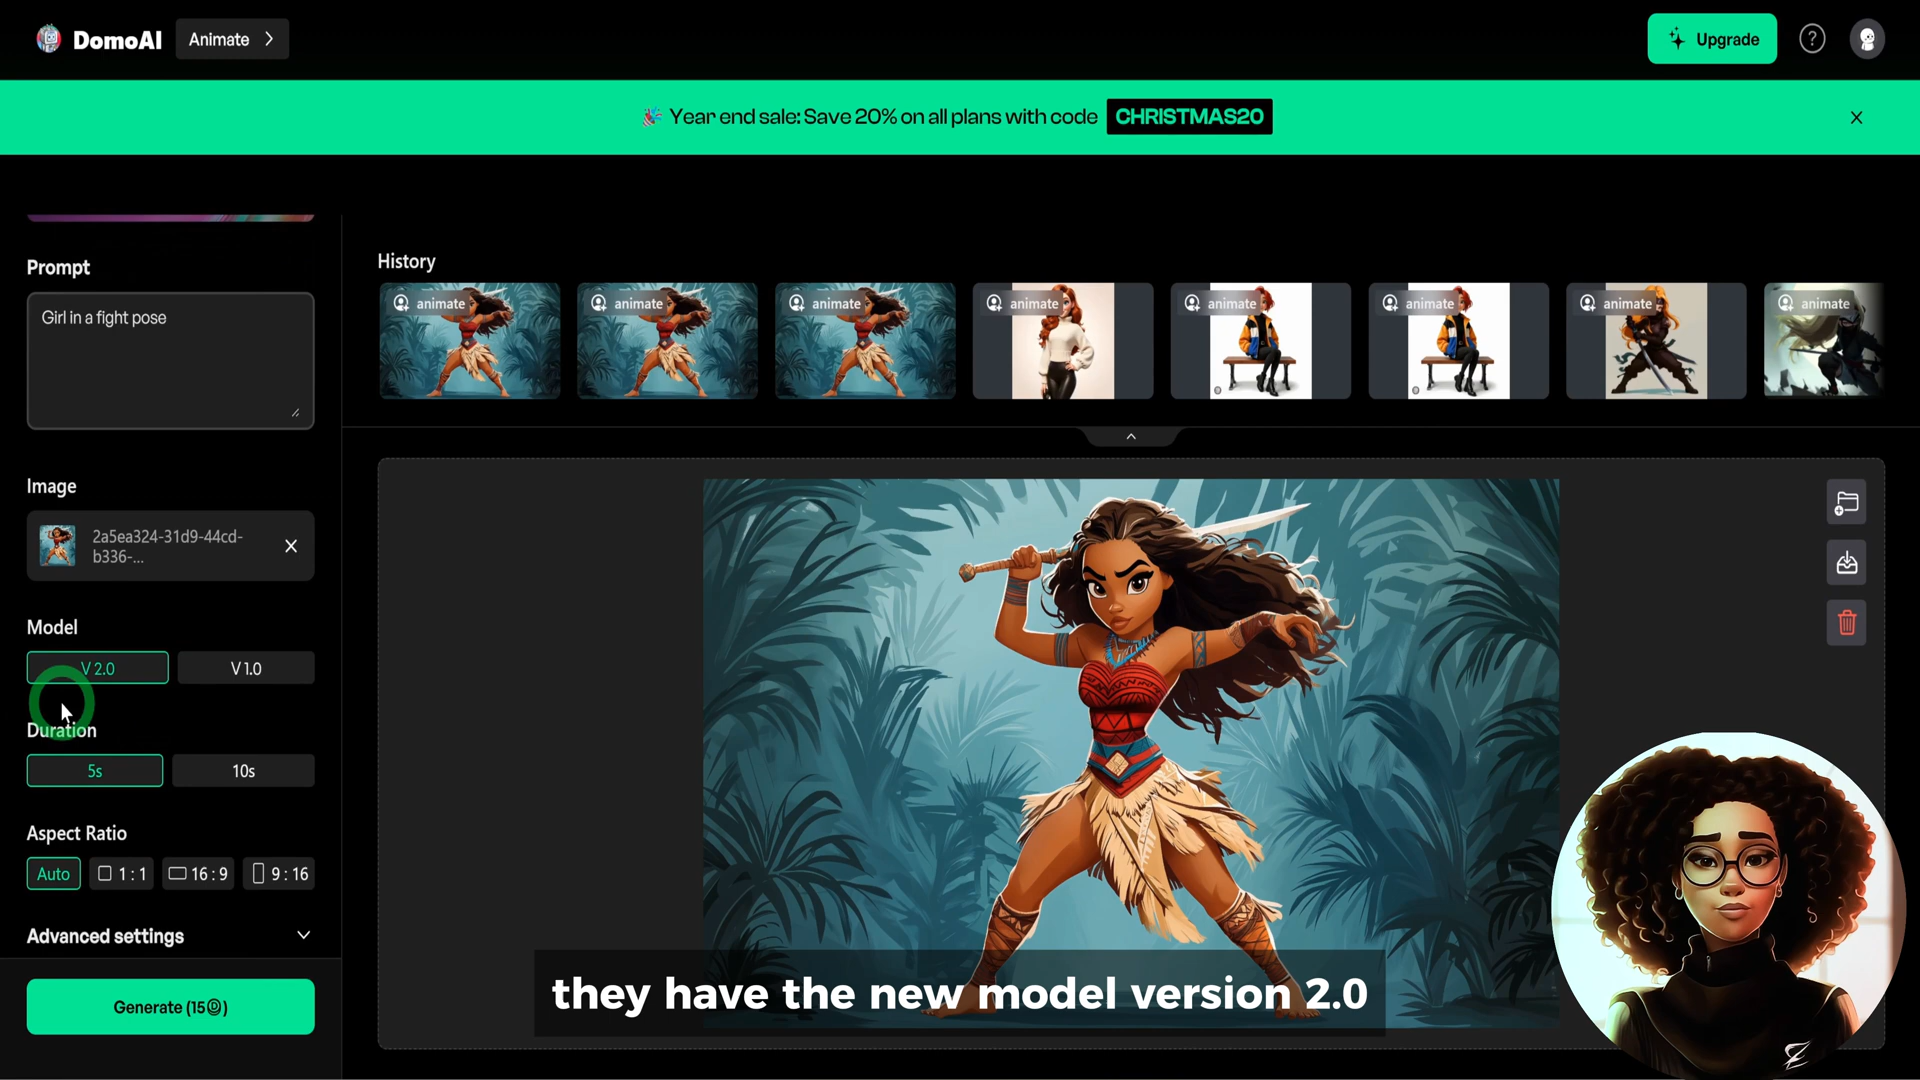 DomoAI
Animate
Upgrade
?
Year end sale: Save 20% on all plans with code CHRISTMAS20
Prompt
Girl in a fight pose
Image
2a5ea324-31d9-44cd-
b336-...
Model
V 2.0
V 1.0
Duration
5s
10s
Aspect Ratio
Auto
1 : 1
16 : 9
9 : 16
Advanced settings
Generate (15)
History
animate
animate
animate
animate
animate
animate
animate
animate
they have the new model version 2.0